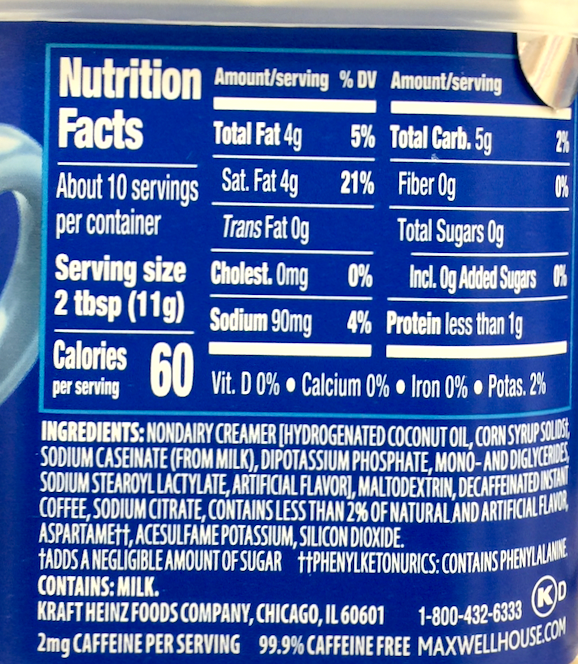 Nutrition Facts
About 10 servings per container
Serving size
2 tbsp (11g)
Calories per serving 60
Amount/serving % DV
Total Fat 4g 5%
Sat. Fat 4g 21%
Trans Fat 0g
Cholest. 0mg 0%
Sodium 90mg 4%
Amount/serving
Total Carb. 5g 2%
Fiber 0g 0%
Total Sugars 0g
Incl. 0g Added Sugars 0%
Protein less than 1g
Vit. D 0% • Calcium 0% • Iron 0% • Potas. 2%
INGREDIENTS: NONDAIRY CREAMER [HYDROGENATED COCONUT OIL, CORN SYRUP SOLIDS†,
SODIUM CASEINATE (FROM MILK), DIPOTASSIUM PHOSPHATE, MONO- AND DIGLYCERIDES,
SODIUM STEAROYL LACTYLATE, ARTIFICIAL FLAVOR], MALTODEXTRIN, DECAFFEINATED INSTANT
COFFEE, SODIUM CITRATE, CONTAINS LESS THAN 2% OF NATURAL AND ARTIFICIAL FLAVOR,
ASPARTAME††, ACESULFAME POTASSIUM, SILICON DIOXIDE.
†ADDS A NEGLIGIBLE AMOUNT OF SUGAR ††PHENYLKETONURICS: CONTAINS PHENYLALANINE.
CONTAINS: MILK.
KRAFT HEINZ FOODS COMPANY, CHICAGO, IL 60601 1-800-432-6333 K D
2mg CAFFEINE PER SERVING 99.9% CAFFEINE FREE MAXWELLHOUSE.COM